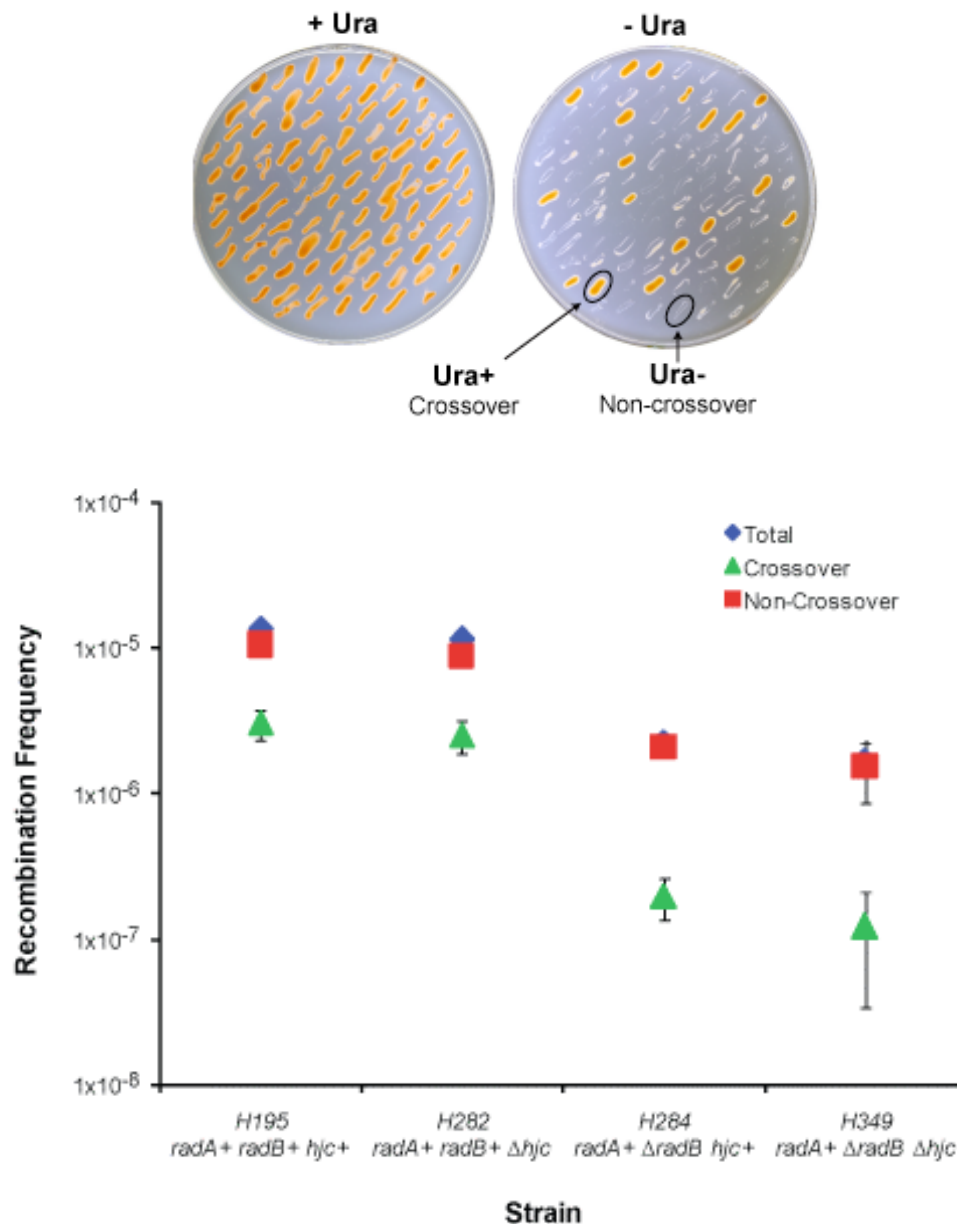 + Ura
- Ura
Ura+
Crossover
Ura-
Non-crossover
1x10⁻⁴
1x10⁻⁵
1x10⁻⁶
1x10⁻⁷
1x10⁻⁸
Recombination Frequency
Total
Crossover
Non-Crossover
H195
radA+ radB+ hjc+
H282
radA+ radB+ Δhjc
H284
radA+ ΔradB hjc+
H349
radA+ ΔradB Δhjc
Strain